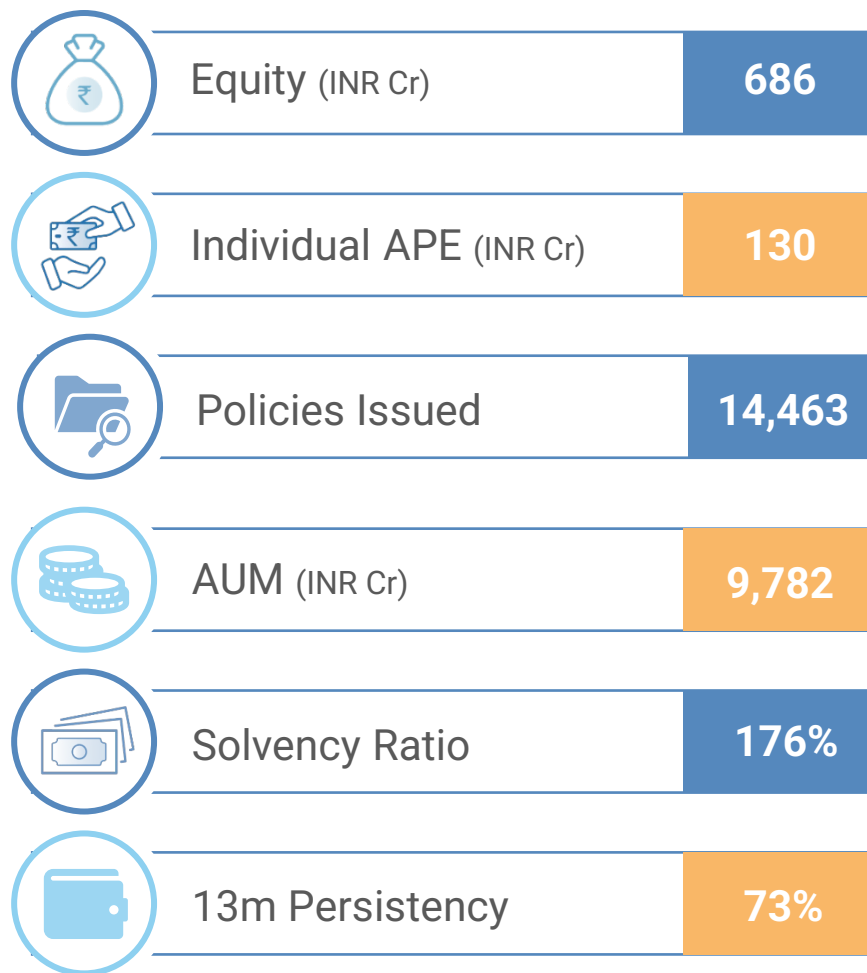 ₹
Equity (INR Cr) 686
₹
Individual APE (INR Cr) 130
Policies Issued 14,463
AUM (INR Cr) 9,782
Solvency Ratio 176%
13m Persistency 73%